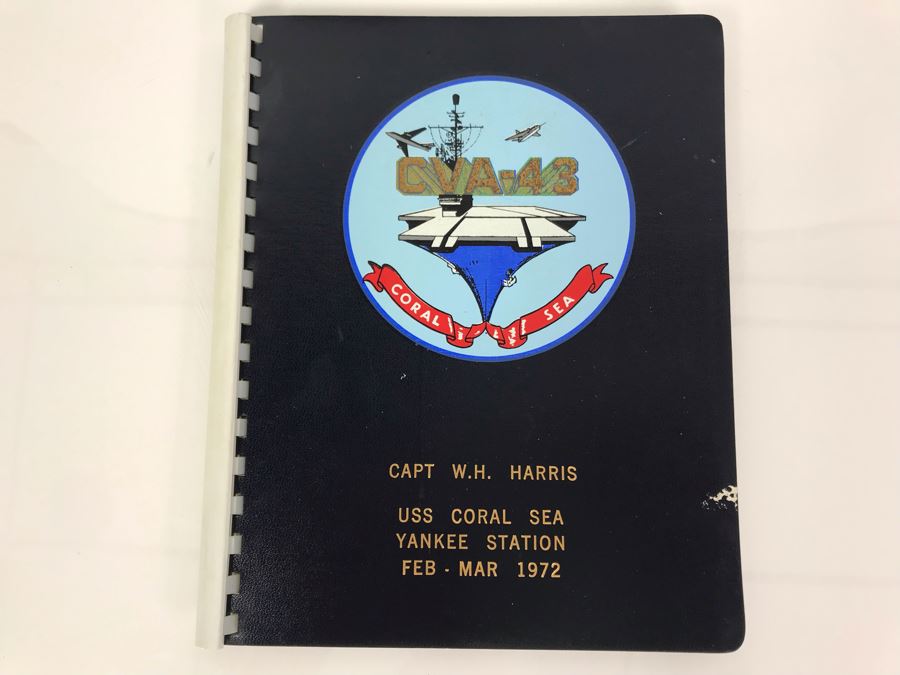 CVA-43
CORAL SEA
CAPT W.H. HARRIS
USS CORAL SEA
YANKEE STATION
FEB - MAR 1972